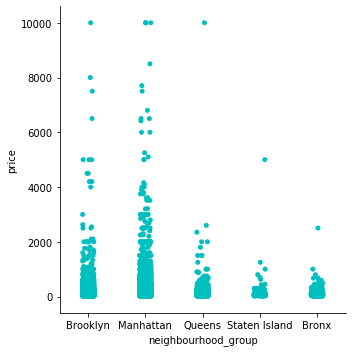 10000
8000
6000
4000
2000
0
price
Brooklyn Manhattan Queens Staten Island Bronx
neighbourhood_group